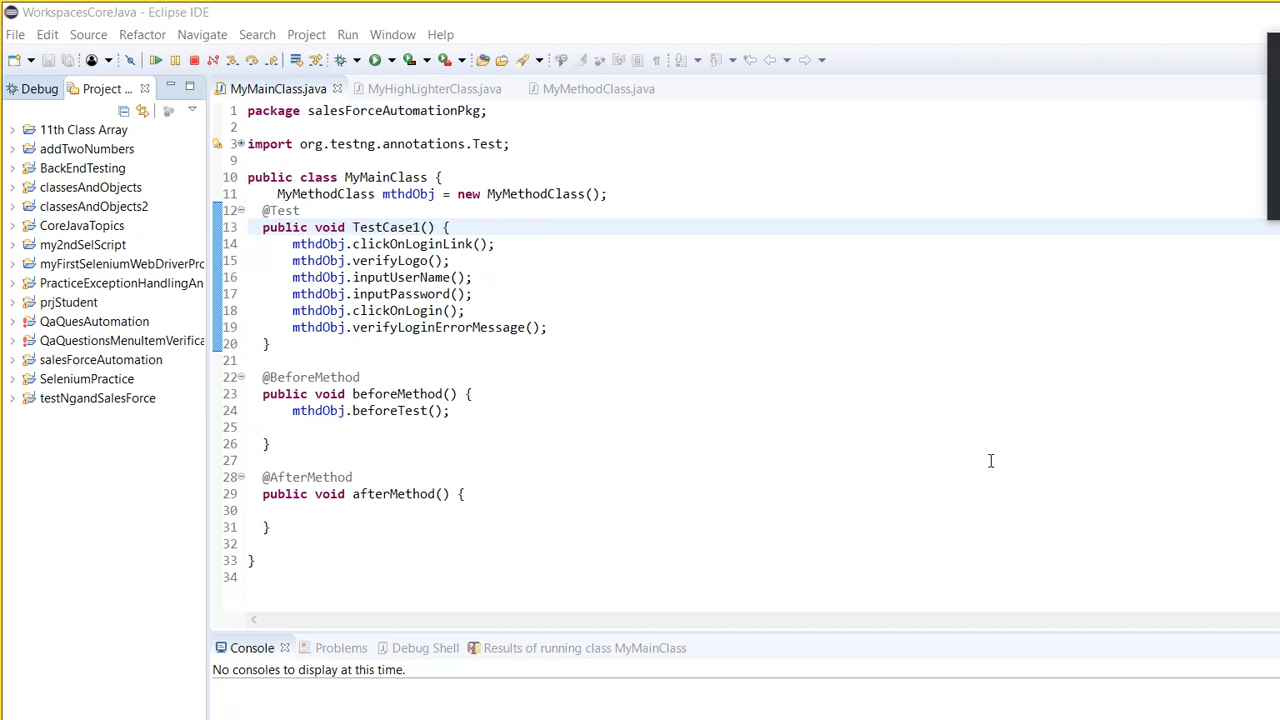 WorkspacesCoreJava - Eclipse IDE
File Edit Source Refactor Navigate Search Project Run Window Help
Debug Project ... MyMainClass.java MyHighLighterClass.java MyMethodClass.java
11th Class Array
addTwoNumbers
BackEndTesting
classesAndObjects
classesAndObjects2
CoreJavaTopics
my2ndSelScript
myFirstSeleniumWebDriverPro
PracticeExceptionHandlingAn
prjStudent
QaQuesAutomation
QaQuestionsMenuItemVerifica
salesForceAutomation
SeleniumPractice
testNgandSalesForce
1 package salesForceAutomationPkg;
2
3 import org.testng.annotations.Test;
9
10 public class MyMainClass {
11 MyMethodClass mthdObj = new MyMethodClass();
12 @Test
13 public void TestCase1() {
14 mthdObj.clickOnLoginLink();
15 mthdObj.verifyLogo();
16 mthdObj.inputUserName();
17 mthdObj.inputPassword();
18 mthdObj.clickOnLogin();
19 mthdObj.verifyLoginErrorMessage();
20 }
21
22 @BeforeMethod
23 public void beforeMethod() {
24 mthdObj.beforeTest();
25
26 }
27
28 @AfterMethod
29 public void afterMethod() {
30
31 }
32
33 }
34
Console Problems Debug Shell Results of running class MyMainClass
No consoles to display at this time.